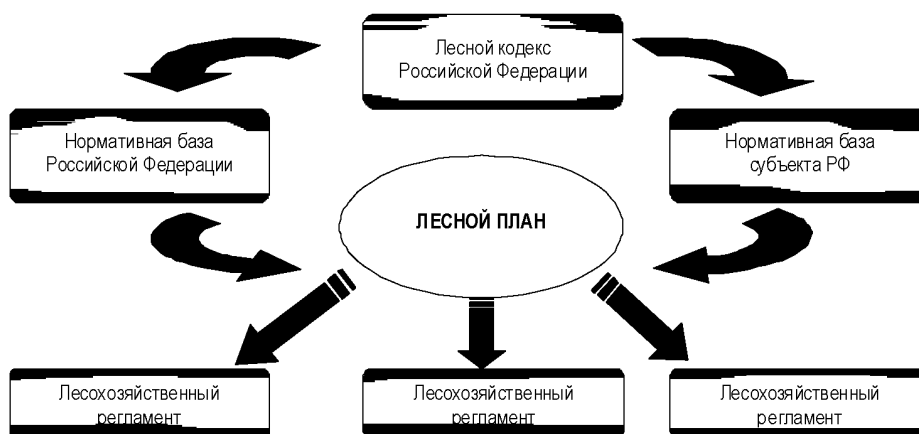 Лесной кодекс
Российской Федерации
Нормативная база
Российской Федерации
Нормативная база
субъекта РФ
ЛЕСНОЙ ПЛАН
Лесохозяйственный
регламент
Лесохозяйственный
регламент
Лесохозяйственный
регламент